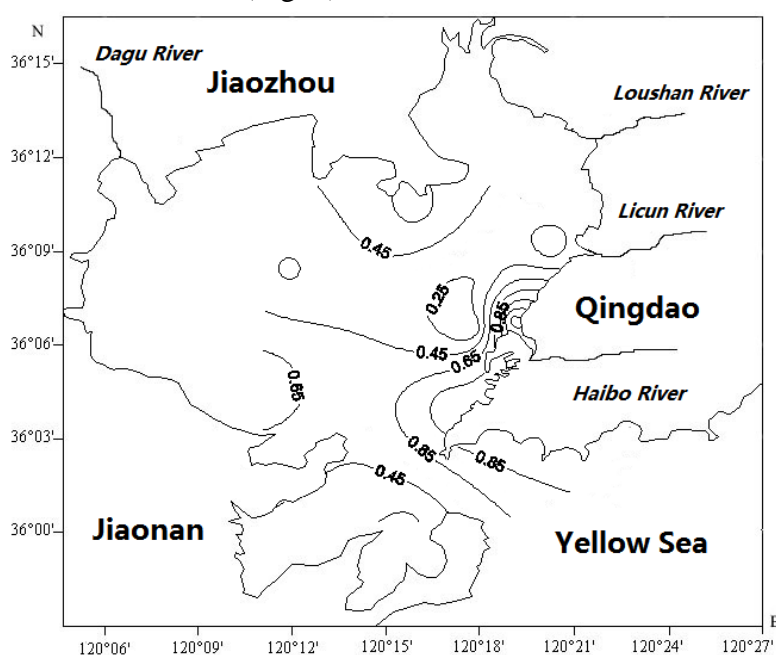 N
36°15'
Dagu River
Jiaozhou
Loushan River
36°12'
Licun River
36°09'
0.45
0.25
0.85
Qingdao
36°06'
0.45
0.65
0.65
Haibo River
36°03'
0.65
0.85
0.45
36°00'
Jiaonan
Yellow Sea
E
120°06'
120°09'
120°12'
120°15'
120°18'
120°21'
120°24'
120°27'